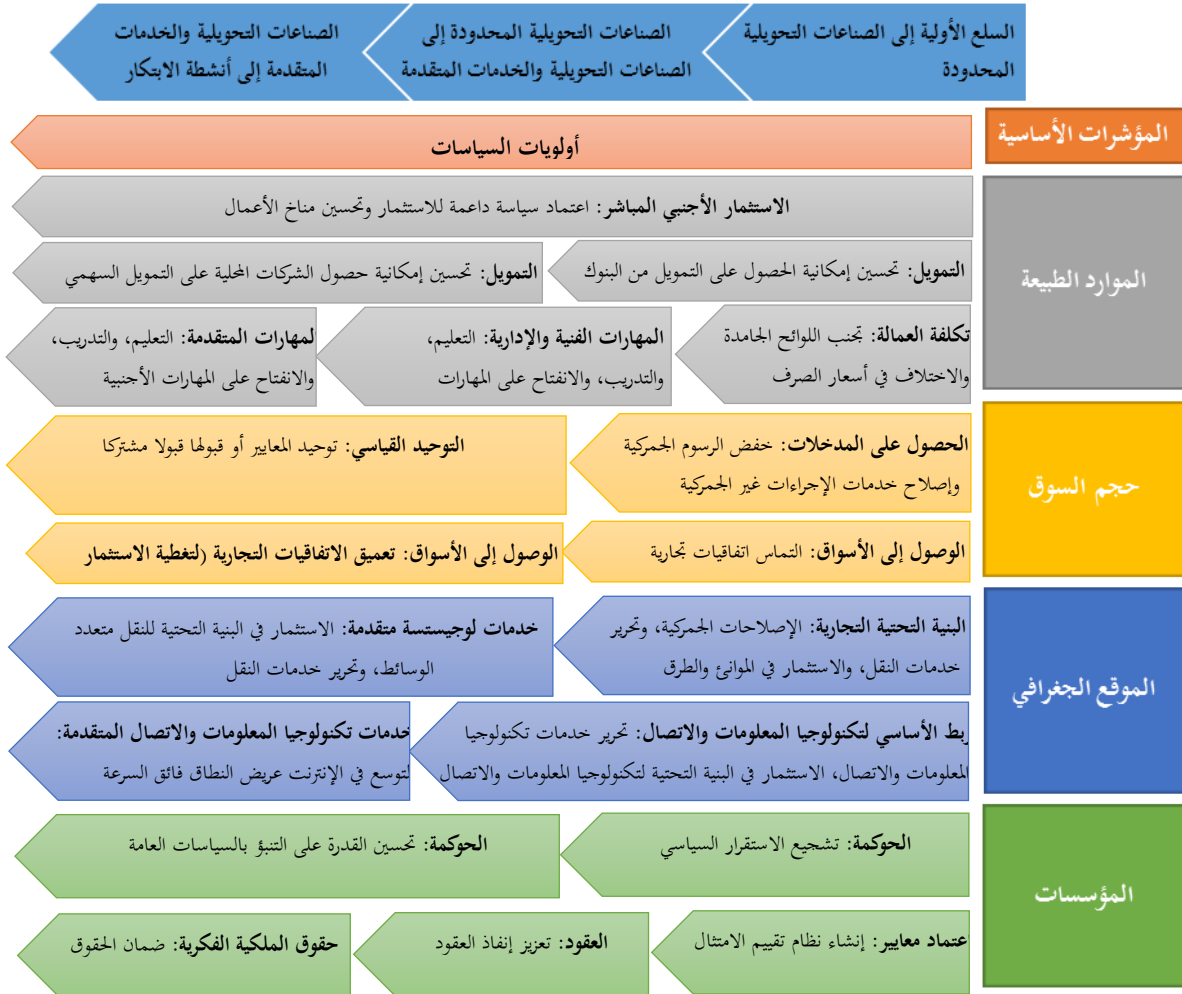 السلع الأولية إلى الصناعات التحويلية
المحدودة
الصناعات التحويلية المحدودة إلى
الصناعات التحويلية والخدمات المتقدمة
الصناعات التحويلية والخدمات
المتقدمة إلى أنشطة الابتكار
المؤشرات الأساسية
أولويات السياسات
الموارد الطبيعة
الاستثمار الأجنبي المباشر: اعتماد سياسة داعمة للاستثمار وتحسين مناخ الأعمال
التمويل: تحسين إمكانية الحصول على التمويل من البنوك
التمويل: تحسين إمكانية حصول الشركات المحلية على التمويل السهمي
تكلفة العمالة: تجنب اللوائح الجامدة
والاختلاف في أسعار الصرف
المهارات الفنية والإدارية: التعليم،
والتدريب، والانفتاح على المهارات
لمهارات المتقدمة: التعليم، والتدريب،
والانفتاح على المهارات الأجنبية
حجم السوق
الحصول على المدخلات: خفض الرسوم الجمركية
وإصلاح خدمات الإجراءات غير الجمركية
التوحيد القياسي: توحيد المعايير أو قبولها قبولا مشتركا
الوصول إلى الأسواق: التماس اتفاقيات تجارية
الوصول إلى الأسواق: تعميق الاتفاقيات التجارية (لتغطية الاستثمار
الموقع الجغرافي
البنية التحتية التجارية: الإصلاحات الجمركية، وتحرير
خدمات النقل، والاستثمار في الموانئ والطرق
خدمات لوجيستسة متقدمة: الاستثمار في البنية التحتية للنقل متعدد
الوسائط، وتحرير خدمات النقل
ربط الأساسي لتكنولوجيا المعلومات والاتصال: تحرير خدمات تكنولوجيا
المعلومات والاتصال، الاستثمار في البنية التحتية لتكنولوجيا المعلومات والاتصال
خدمات تكنولوجيا المعلومات والاتصال المتقدمة:
لتوسع في الإنترنت عريض النطاق فائق السرعة
المؤسسات
الحوكمة: تشجيع الاستقرار السياسي
الحوكمة: تحسين القدرة على التنبؤ بالسياسات العامة
عتماد معايير: إنشاء نظام تقييم الامتثال
العقود: تعزيز إنفاذ العقود
حقوق الملكية الفكرية: ضمان الحقوق